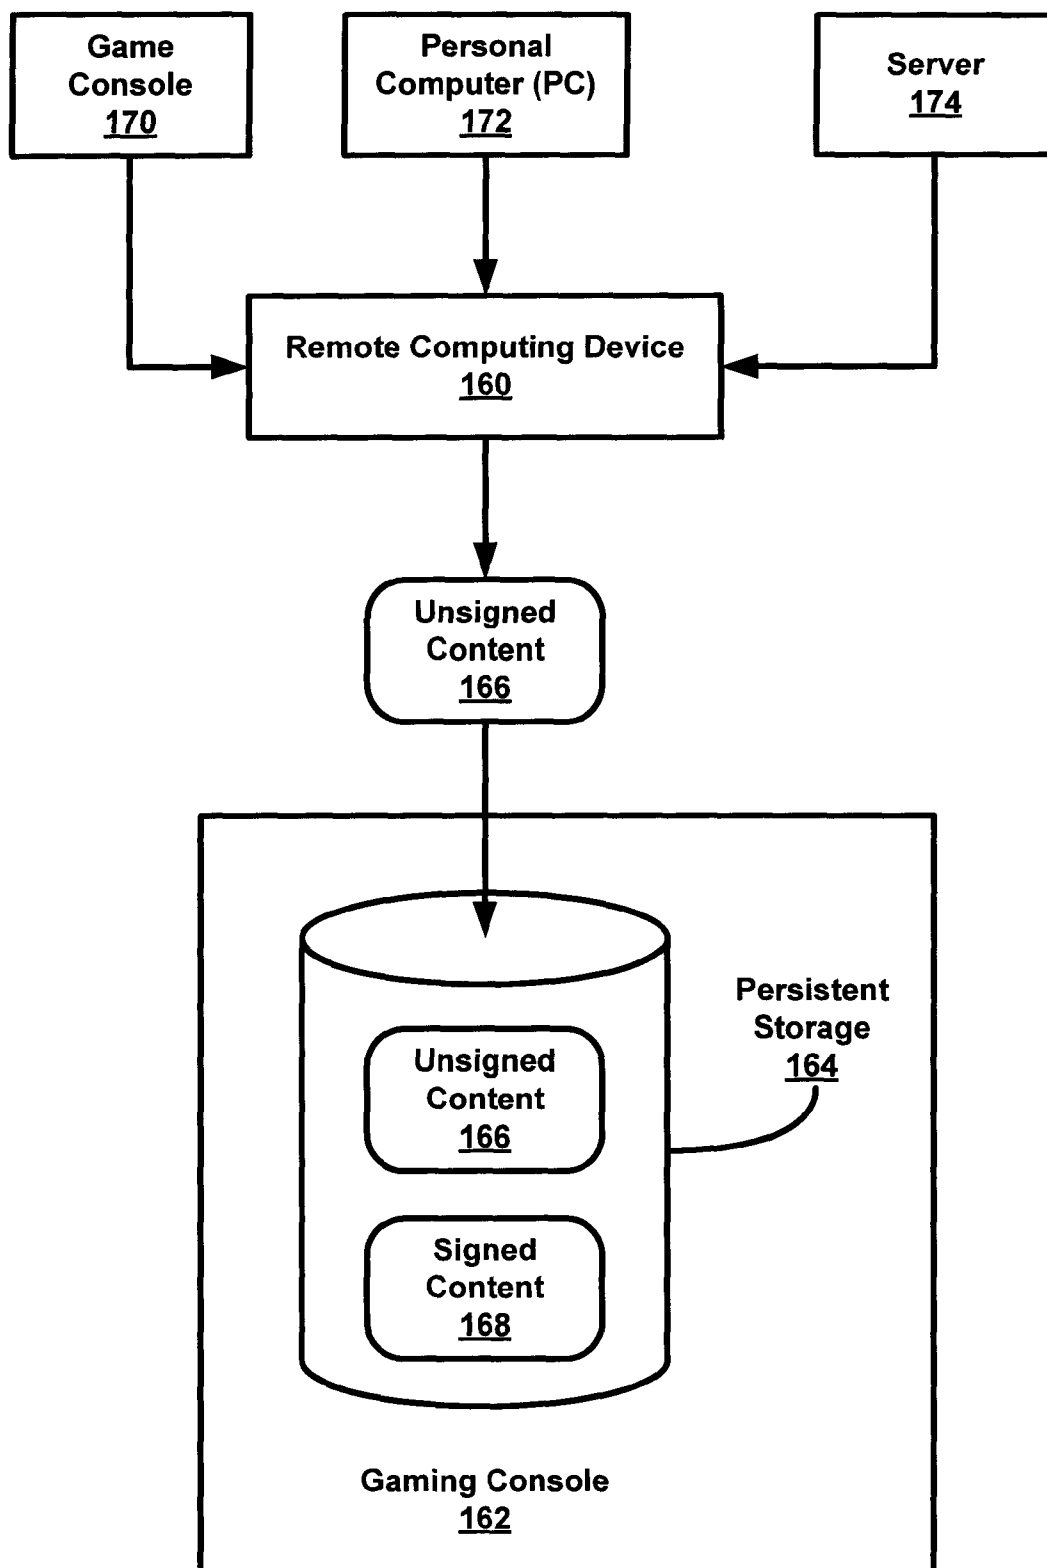 Game
Console
170
Personal
Computer (PC)
172
Server
174
Remote Computing Device
160
Unsigned
Content
166
Persistent
Storage
164
Unsigned
Content
166
Signed
Content
168
Gaming Console
162